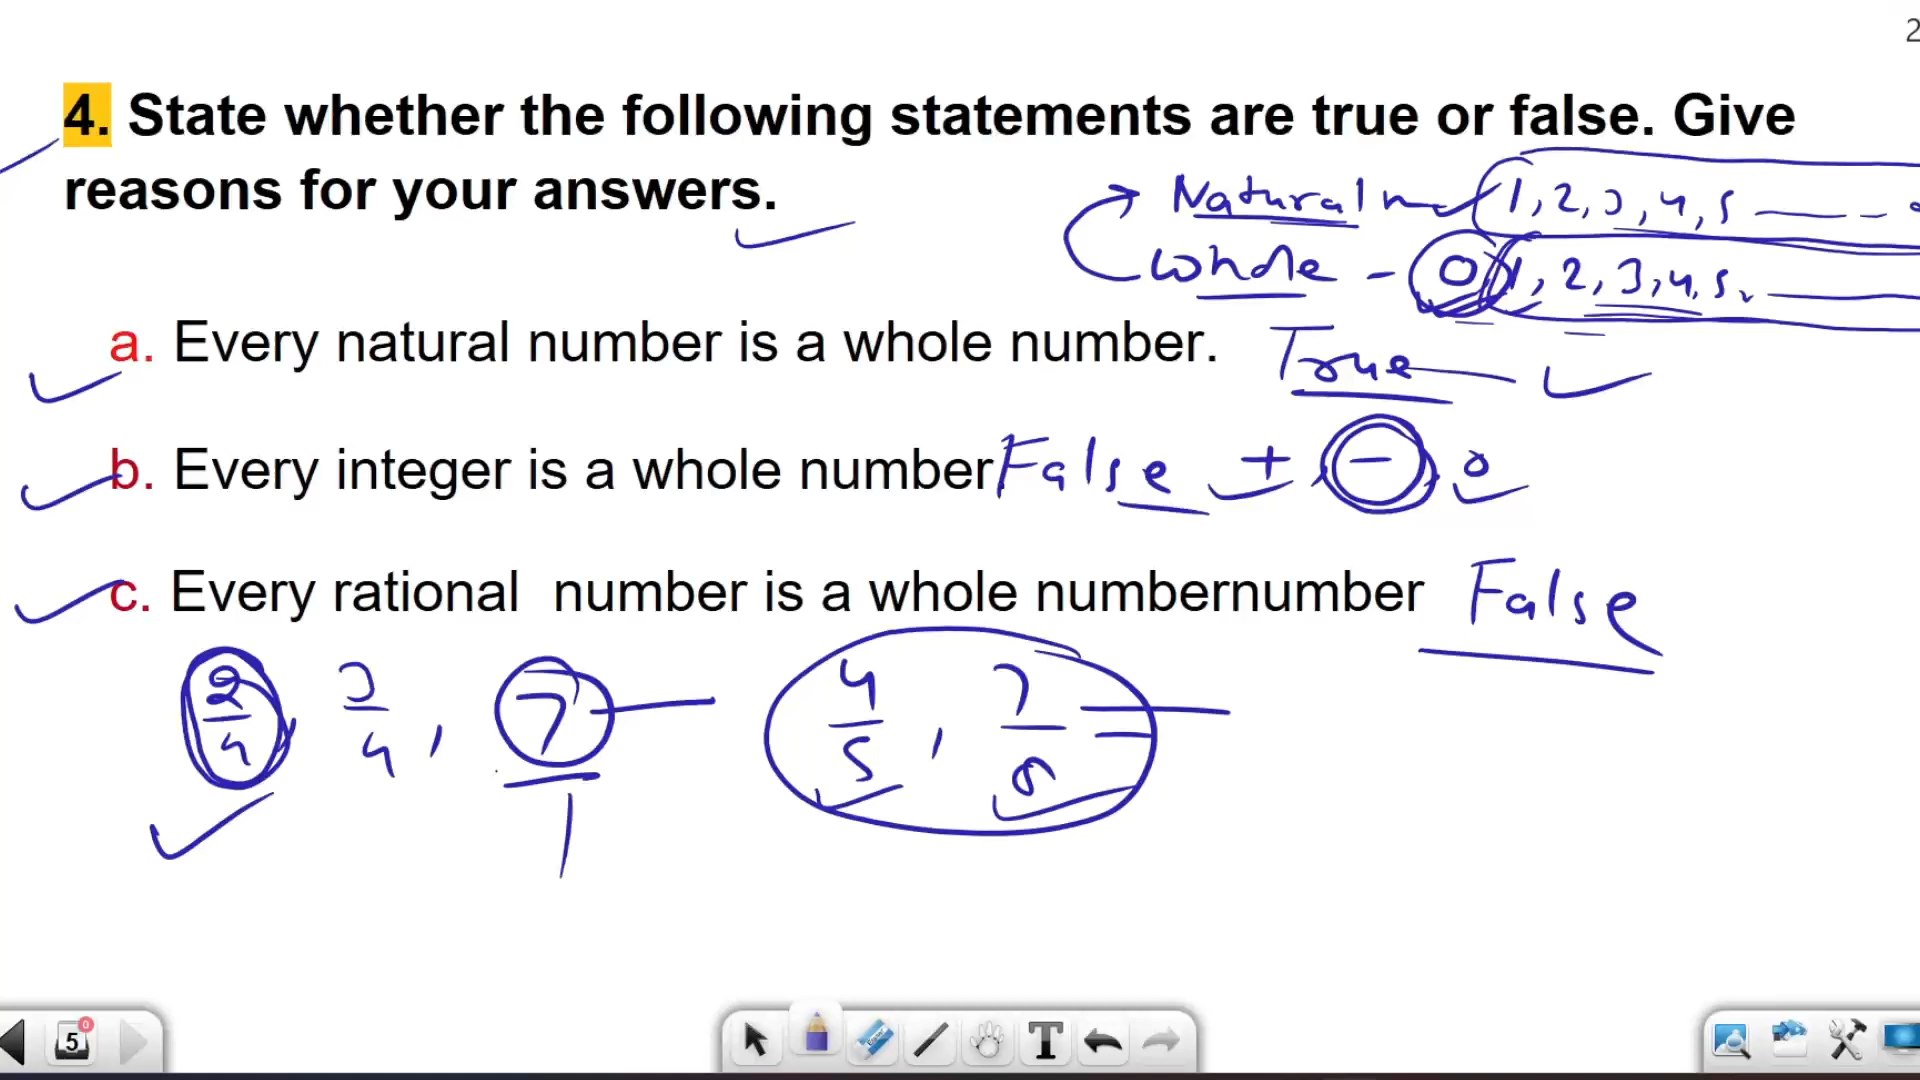 2
4. State whether the following statements are true or false. Give
reasons for your answers.
Natural n 1, 2, 3, 4, 5
Whole - 0, 1, 2, 3, 4, 5,
a. Every natural number is a whole number. True
b. Every integer is a whole number. False + , - , 0
c. Every rational number is a whole numbernumber False
2/4, 3/4, 7/1 4/5, 7/8
5 0
T